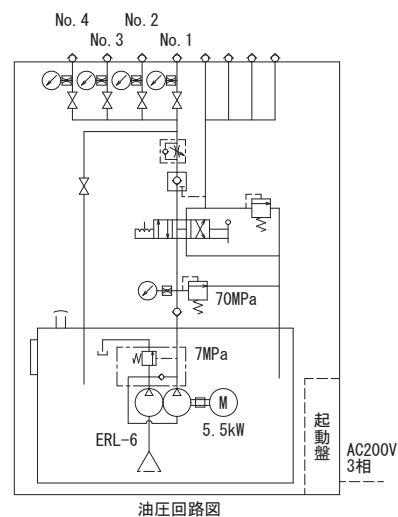 No. 4
No. 2
No. 3
No. 1
70MPa
7MPa
M
5.5kW
ERL-6
起動盤
AC200V
3相
油圧回路図